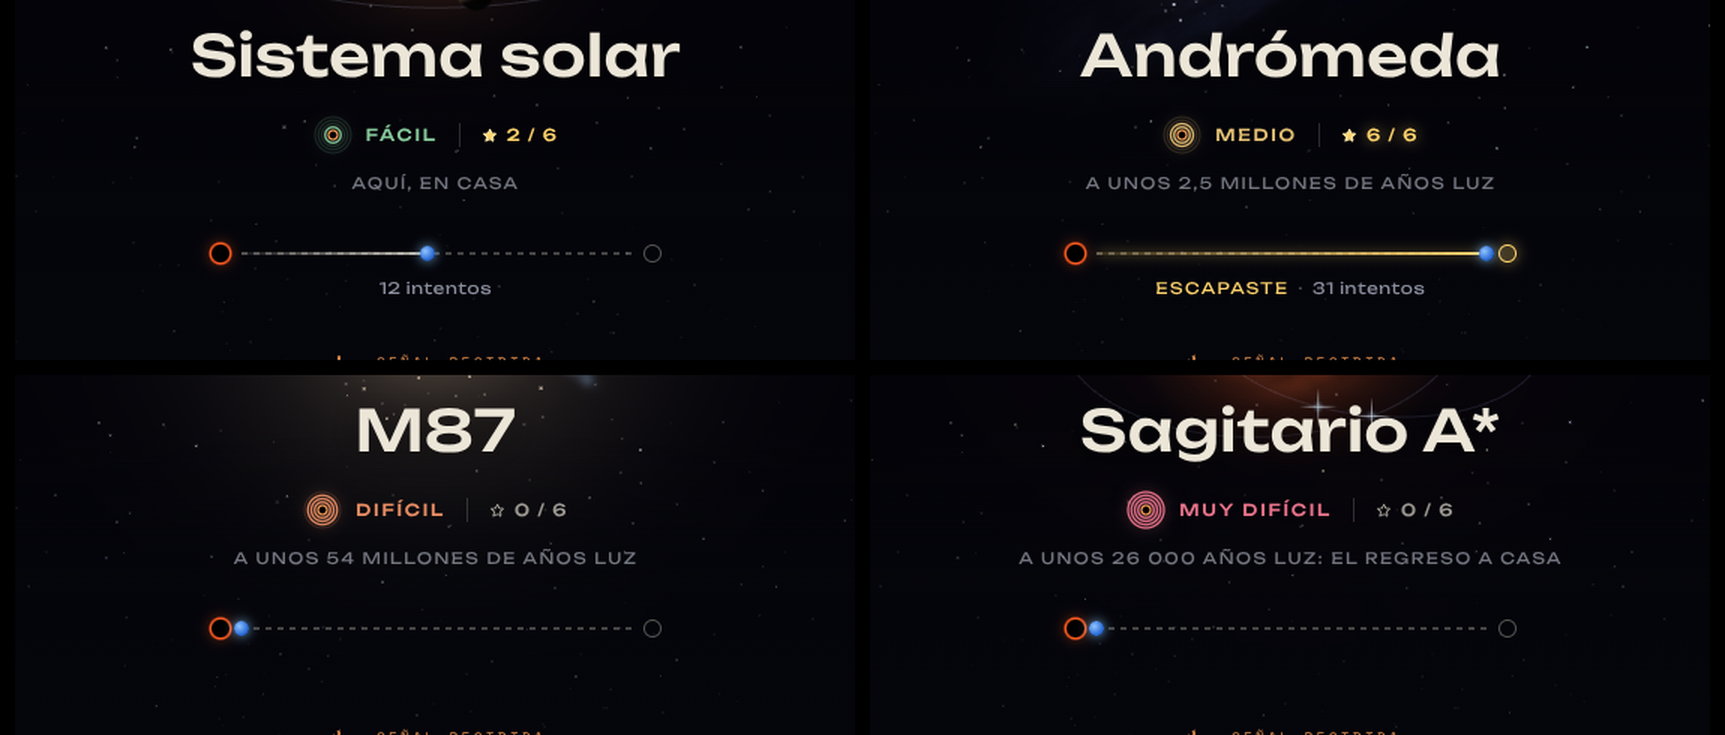 Sistema solar
FÁCIL 2 / 6
AQUÍ, EN CASA
12 intentos
Andrómeda
MEDIO 6 / 6
A UNOS 2,5 MILLONES DE AÑOS LUZ
ESCAPASTE · 31 intentos
M87
DIFÍCIL 0 / 6
A UNOS 54 MILLONES DE AÑOS LUZ
Sagitario A*
MUY DIFÍCIL 0 / 6
A UNOS 26 000 AÑOS LUZ: EL REGRESO A CASA